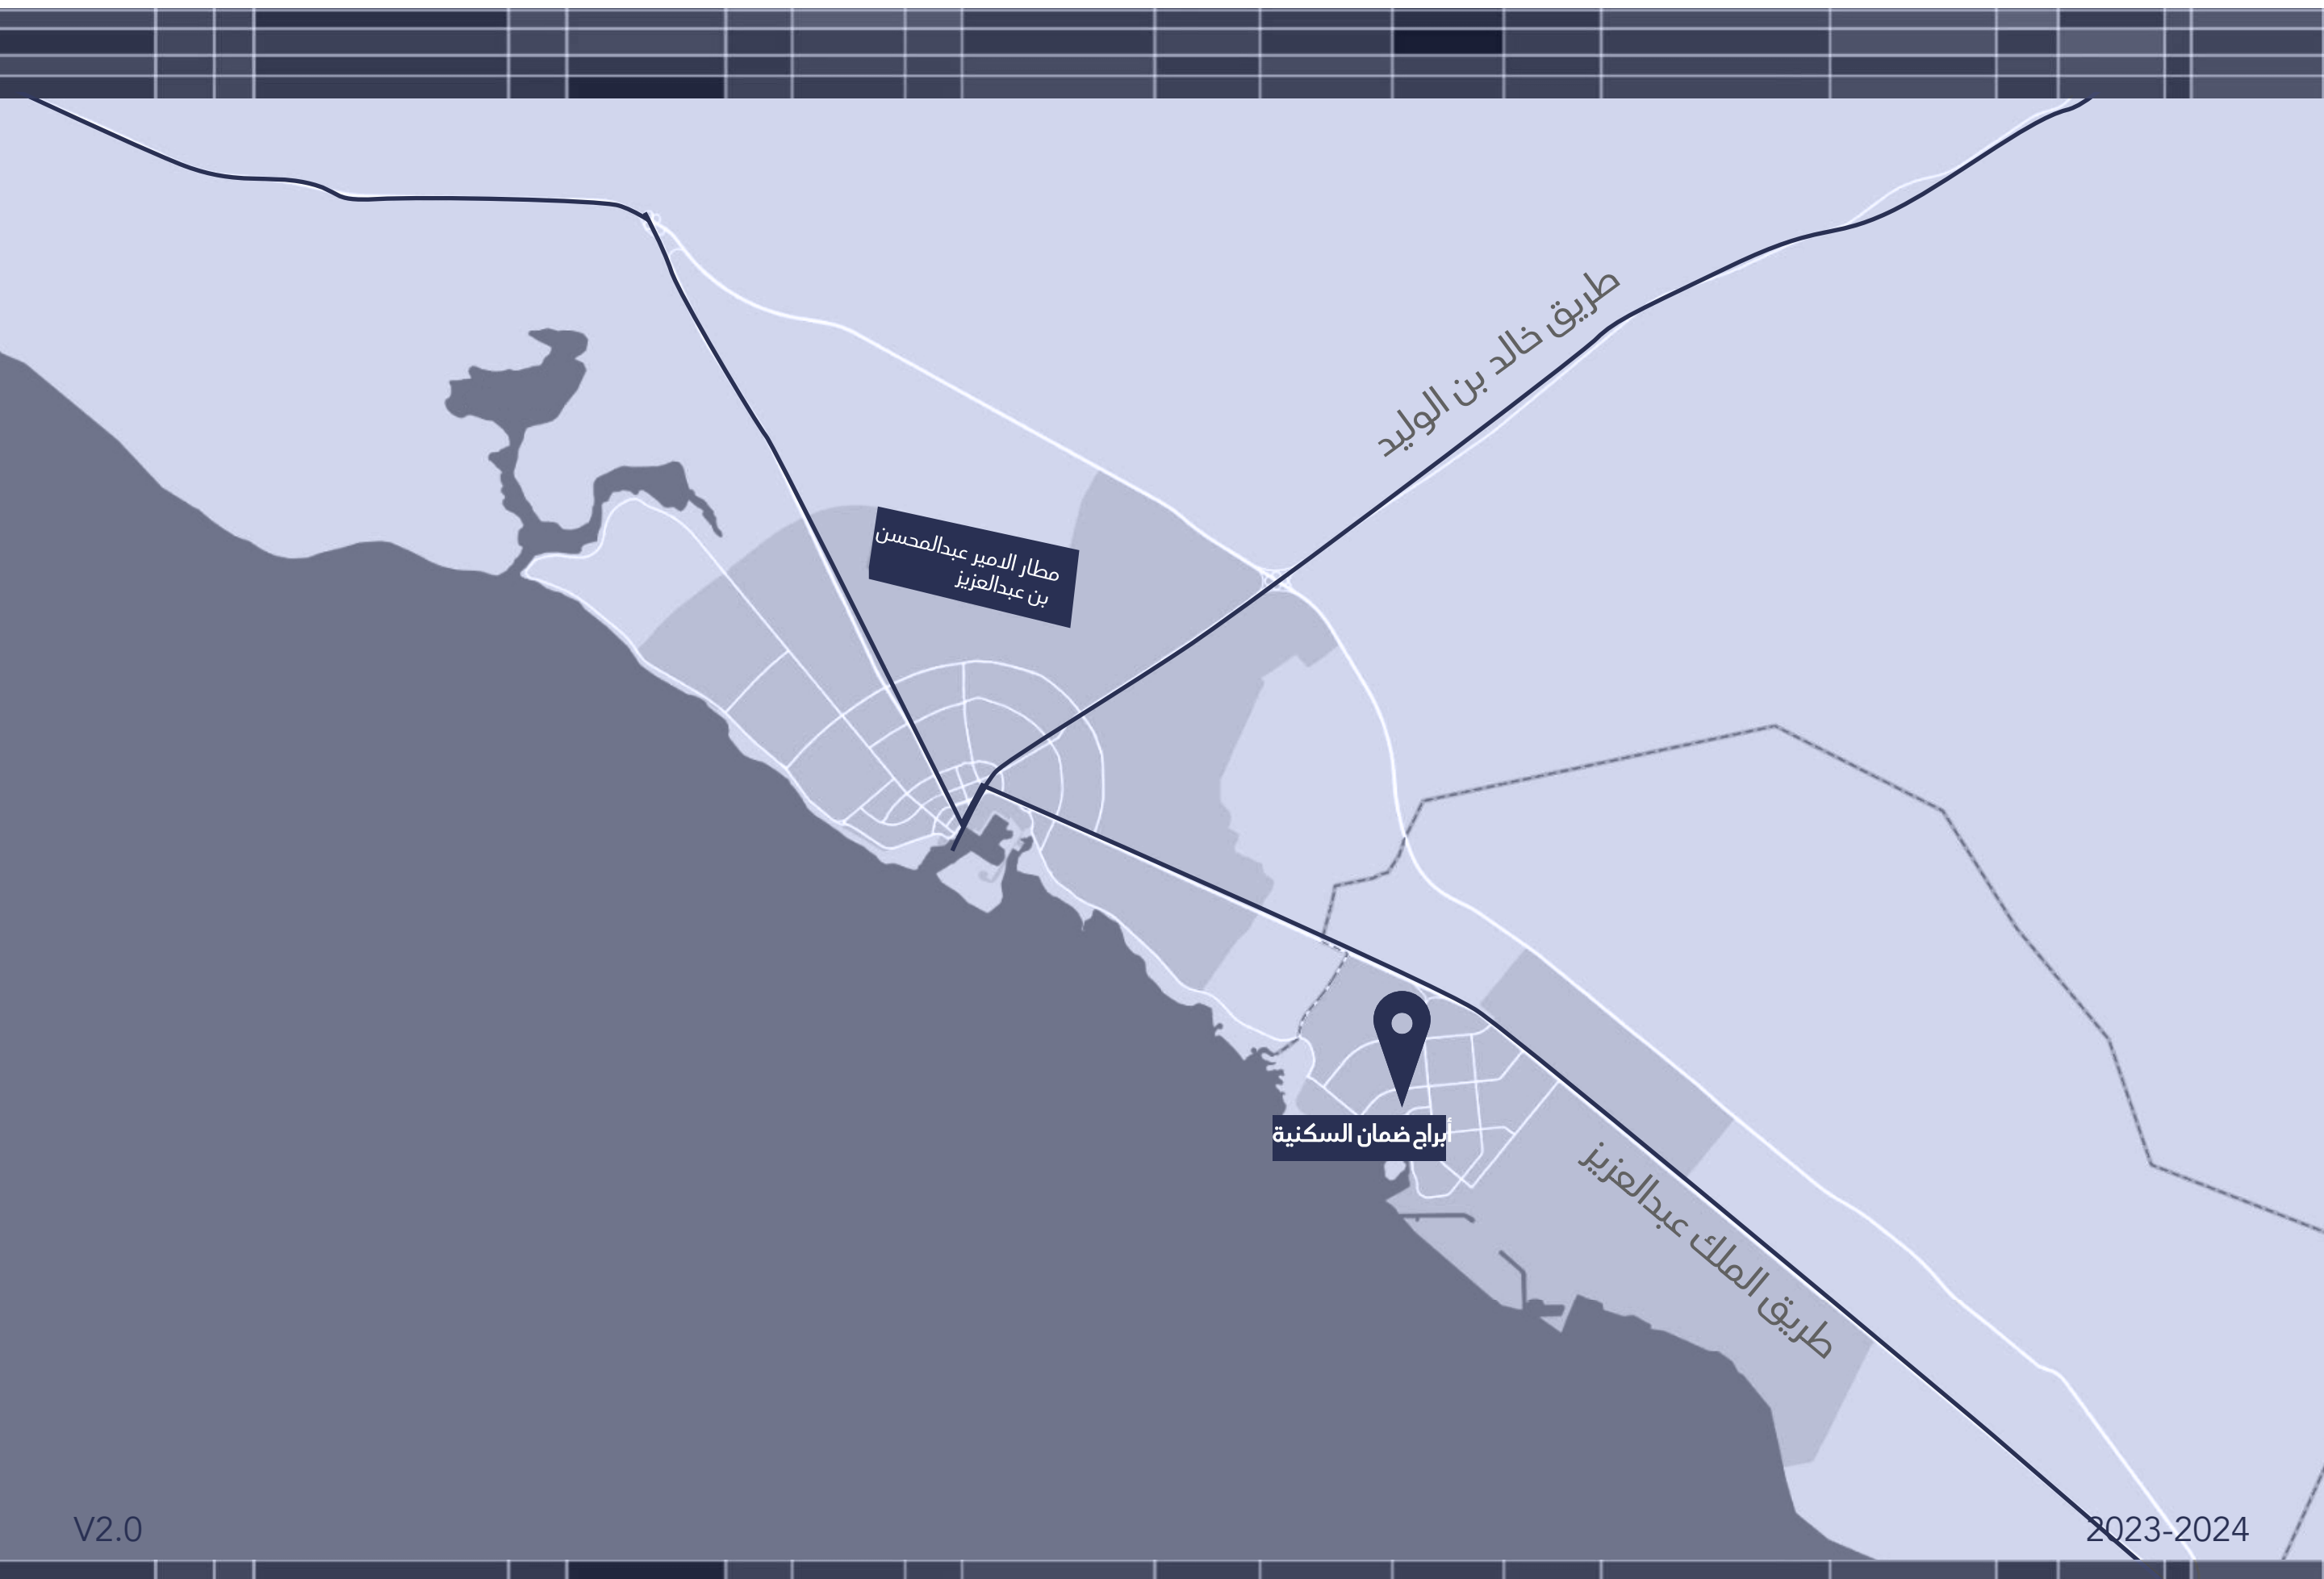 طريق خالد بن الوليد
مطار الامير عبدالمحسن
بن عبدالعزيز
أبراج ضمان السكنية
طريق الملك عبدالعزيز
V2.0
2023-2024